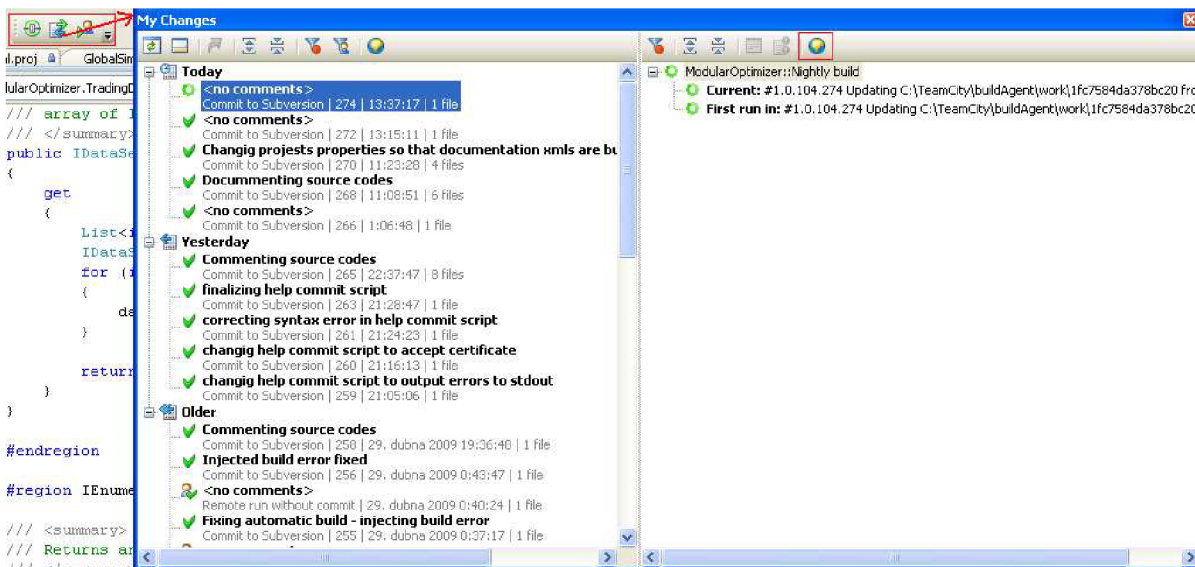 My Changes
l.proj
GlobalSim
ularOptimizer.TradingD
/// array of I
/// </summary>
public IDataSe
{
get
{
List<i
IDataS
for (i
{
da
}
return
}
}
#endregion
#region IEnume
/// <summary>
/// Returns an
Today
<no comments>
Commit to Subversion | 274 | 13:37:17 | 1 file
<no comments>
Commit to Subversion | 272 | 13:15:11 | 1 file
Changig projests properties so that documentation xmls are bu
Commit to Subversion | 270 | 11:23:28 | 4 files
Docummenting source codes
Commit to Subversion | 268 | 11:08:51 | 6 files
<no comments>
Commit to Subversion | 266 | 1:06:48 | 1 file
Yesterday
Commenting source codes
Commit to Subversion | 265 | 22:37:47 | 8 files
finalizing help commit script
Commit to Subversion | 263 | 21:28:47 | 1 file
correcting syntax error in help commit script
Commit to Subversion | 261 | 21:24:23 | 1 file
changig help commit script to accept certificate
Commit to Subversion | 260 | 21:16:13 | 1 file
changig help commit script to output errors to stdout
Commit to Subversion | 259 | 21:05:06 | 1 file
Older
Commenting source codes
Commit to Subversion | 258 | 29. dubna 2009 19:36:48 | 1 file
Injected build error fixed
Commit to Subversion | 256 | 29. dubna 2009 0:43:47 | 1 file
<no comments>
Remote run without commit | 29. dubna 2009 0:40:24 | 1 file
Fixing automatic build - injecting build error
Commit to Subversion | 255 | 29. dubna 2009 0:37:17 | 1 file
ModularOptimizer::Nightly build
Current: #1.0.104.274 Updating C:\TeamCity\buildAgent\work\1fc7584da378bc20 fro
First run in: #1.0.104.274 Updating C:\TeamCity\buildAgent\work\1fc7584da378bc20